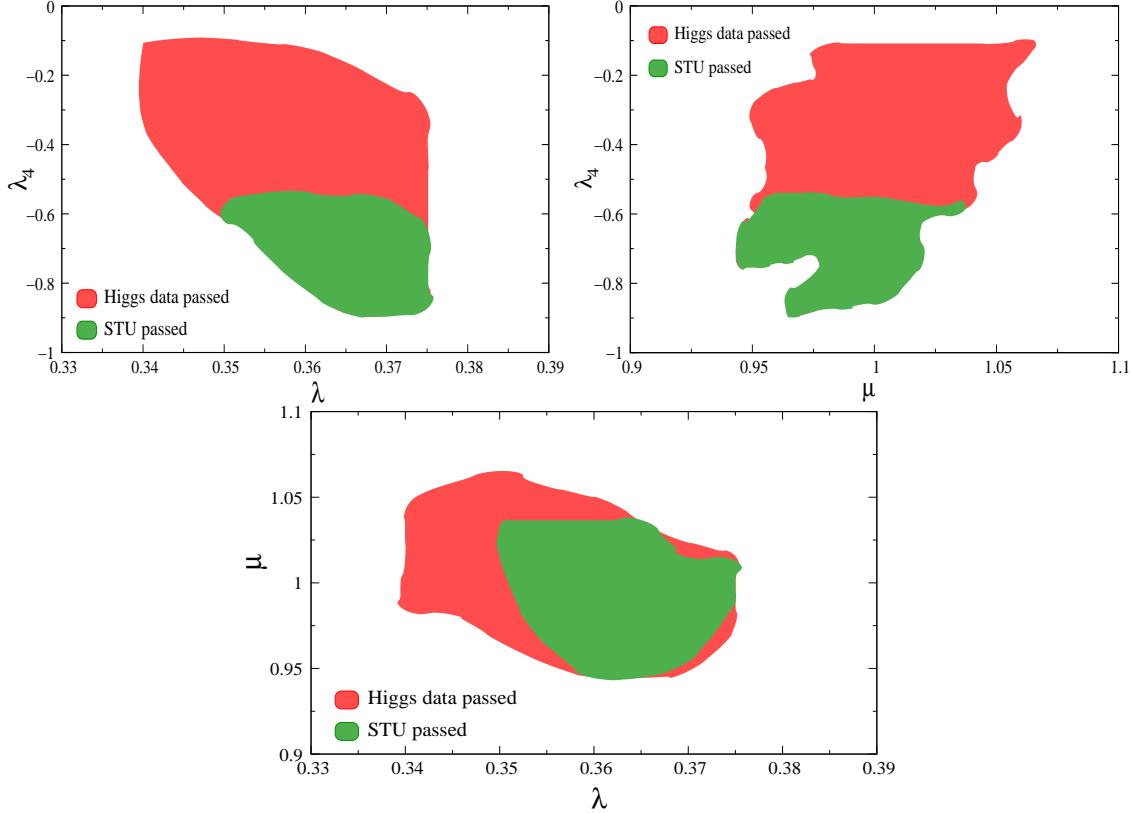 0
−0.2
−0.4
−0.6
−0.8
−1
λ4
Higgs data passed
STU passed
0.33 0.34 0.35 0.36 0.37 0.38 0.39
λ
Higgs data passed
STU passed
0
−0.2
−0.4
−0.6
−0.8
−1
λ4
0.9 0.95 1 1.05 1.1
μ
1.1
1.05
1
0.95
0.9
μ
Higgs data passed
STU passed
0.33 0.34 0.35 0.36 0.37 0.38 0.39
λ